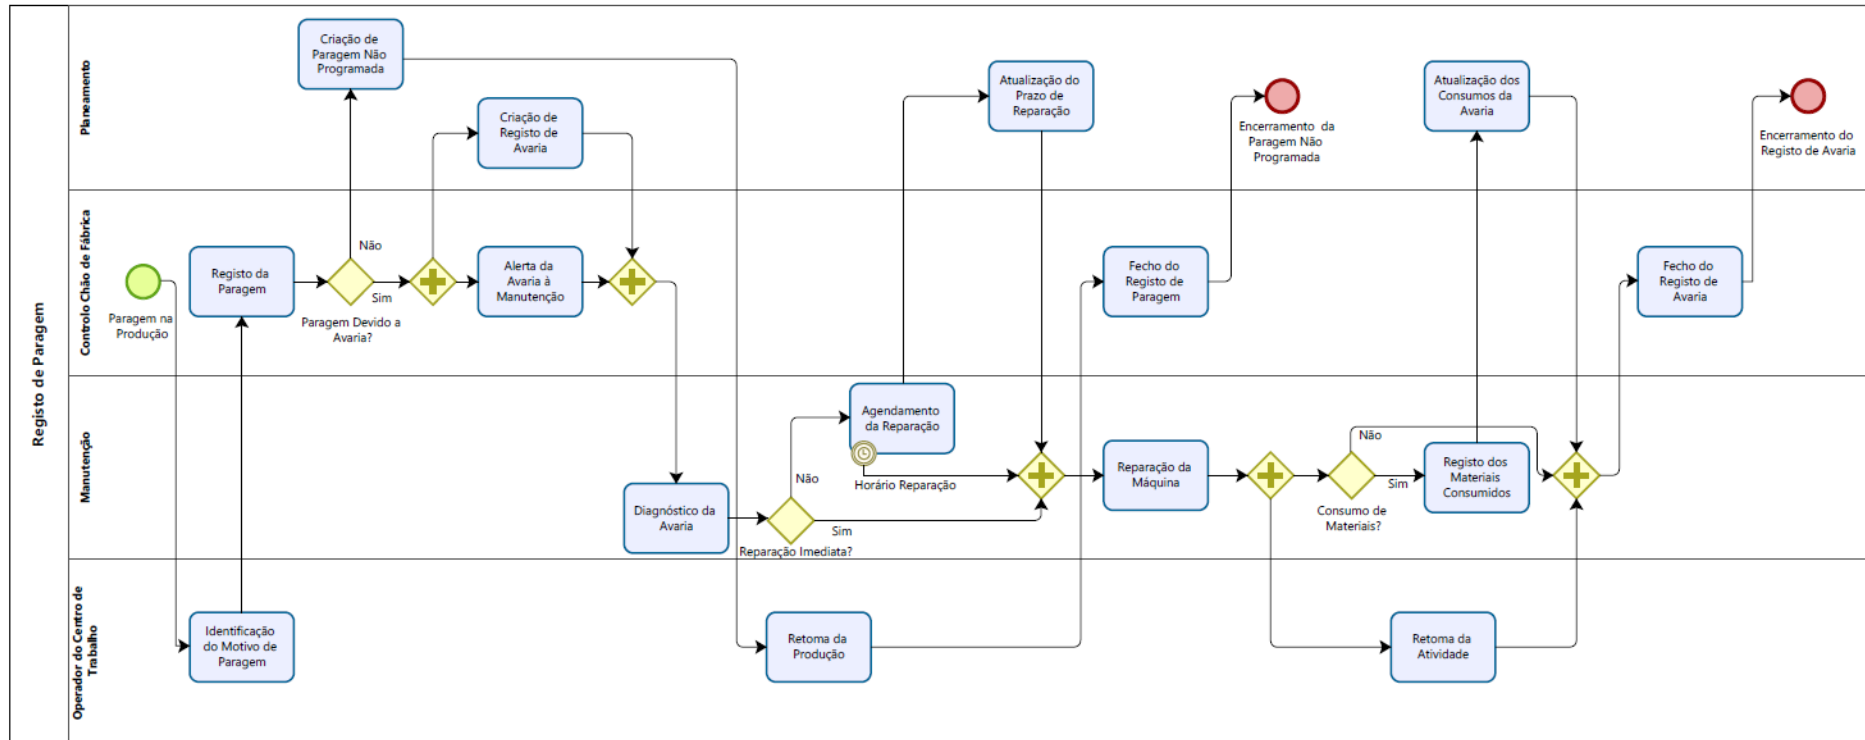 Registo de Paragem
Planeamento
Criação de
Paragem Não
Programada
Criação de
Registo de
Avaria
Atualização do
Prazo de
Reparação
Encerramento da
Paragem Não
Programada
Atualização dos
Consumos da
Avaria
Encerramento do
Registo de Avaria
Controlo Chão de Fábrica
Paragem na
Produção
Registo da
Paragem
Não
Sim
Paragem Devido a
Avaria?
Alerta da
Avaria à
Manutenção
Fecho do
Registo de
Paragem
Fecho do
Registo de
Avaria
Manutenção
Diagnóstico da
Avaria
Não
Sim
Reparação Imediata?
Agendamento
da Reparação
Horário Reparação
Reparação da
Máquina
Não
Sim
Consumo de
Materiais?
Registo dos
Materiais
Consumidos
Operador do Centro de
Trabalho
Identificação
do Motivo de
Paragem
Retoma da
Produção
Retoma da
Atividade